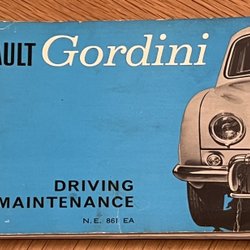 AULT Gordini
DRIVING
MAINTENANCE
N.E. 861 EA